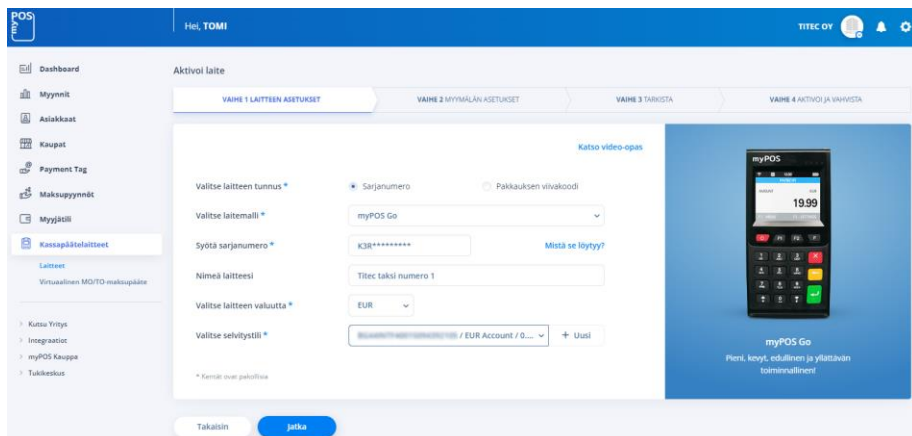 myPOS
Hei, TOMI
TITEC OY
Dashboard
Myynnit
Asiakkaat
Kaupat
Payment Tag
Maksupyynnöt
Myyjätili
Kassapäätelaitteet
Laitteet
Virtuaalinen MO/TO-maksupääte
Kutsu Yritys
Integraatiot
myPOS Kauppa
Tukikeskus
Aktivoi laite
VAIHE 1 LAITTEEN ASETUKSET
VAIHE 2 MYYMÄLÄN ASETUKSET
VAIHE 3 TARKISTA
VAIHE 4 AKTIVOI JA VAHVISTA
Katso video-opas
Valitse laitteen tunnus *
Sarjanumero
Pakkauksen viivakoodi
Valitse laitemalli *
myPOS Go
Syötä sarjanumero *
K3R*********
Mistä se löytyy?
Nimeä laitteesi
Titec taksi numero 1
Valitse laitteen valuutta *
EUR
Valitse selvitystili *
/ EUR Account / 0....
+ Uusi
* Kentät ovat pakollisia
Takaisin
Jatka
myPOS
19.99
myPOS Go
Pieni, kevyt, edullinen ja yllättävän
toiminnallinen!